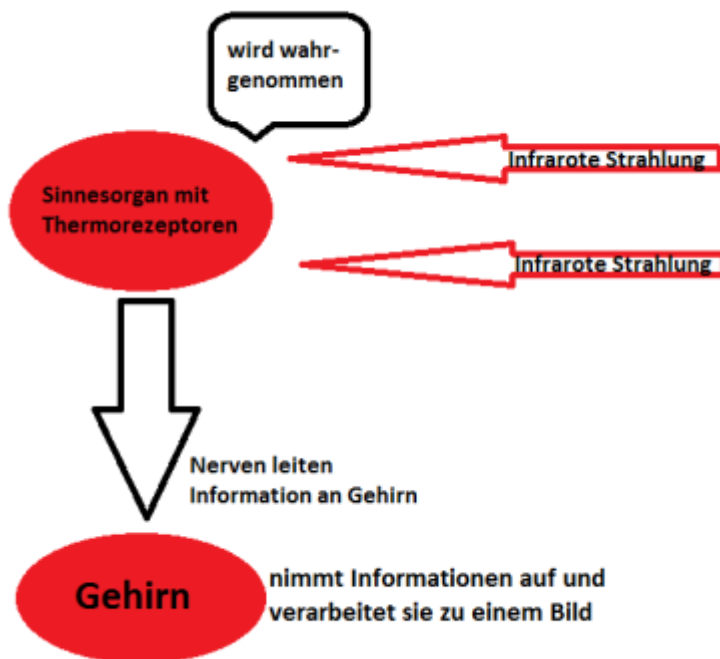 wird wahr-
genommen
Infrarote Strahlung
Sinnesorgan mit
Thermorezeptoren
Infrarote Strahlung
Nerven leiten
Information an Gehirn
Gehirn
nimmt Informationen auf und
verarbeitet sie zu einem Bild